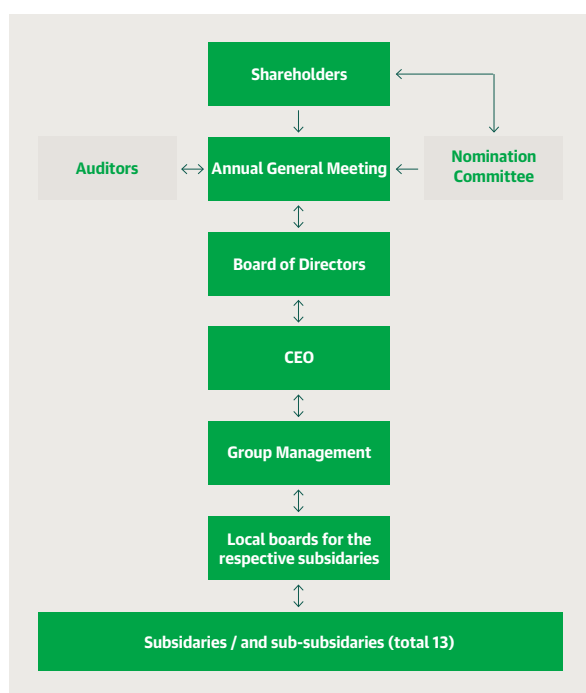 Shareholders
Auditors
Annual General Meeting
Nomination
Committee
Board of Directors
CEO
Group Management
Local boards for the
respective subsidaries
Subsidaries / and sub-subsidaries (total 13)